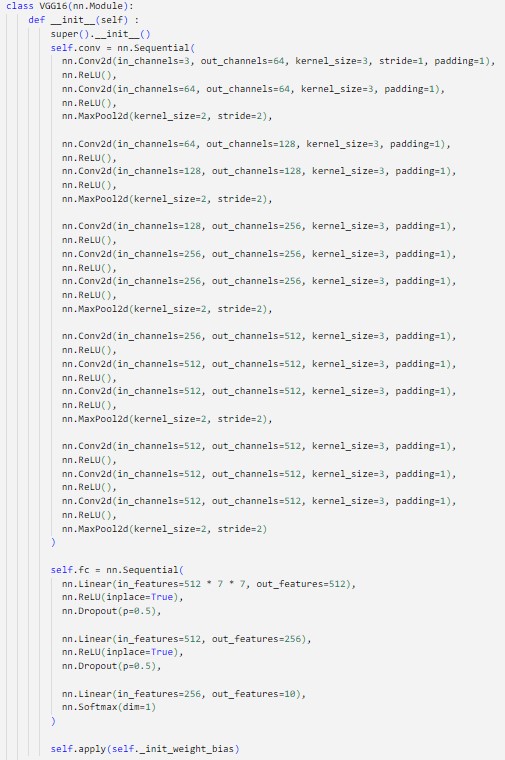 class VGG16(nn.Module):
    def __init__(self) :
        super().__init__()
        self.conv = nn.Sequential(
          nn.Conv2d(in_channels=3, out_channels=64, kernel_size=3, stride=1, padding=1),
          nn.ReLU(),
          nn.Conv2d(in_channels=64, out_channels=64, kernel_size=3, padding=1),
          nn.ReLU(),
          nn.MaxPool2d(kernel_size=2, stride=2),

          nn.Conv2d(in_channels=64, out_channels=128, kernel_size=3, padding=1),
          nn.ReLU(),
          nn.Conv2d(in_channels=128, out_channels=128, kernel_size=3, padding=1),
          nn.ReLU(),
          nn.MaxPool2d(kernel_size=2, stride=2),

          nn.Conv2d(in_channels=128, out_channels=256, kernel_size=3, padding=1),
          nn.ReLU(),
          nn.Conv2d(in_channels=256, out_channels=256, kernel_size=3, padding=1),
          nn.ReLU(),
          nn.Conv2d(in_channels=256, out_channels=256, kernel_size=3, padding=1),
          nn.ReLU(),
          nn.MaxPool2d(kernel_size=2, stride=2),

          nn.Conv2d(in_channels=256, out_channels=512, kernel_size=3, padding=1),
          nn.ReLU(),
          nn.Conv2d(in_channels=512, out_channels=512, kernel_size=3, padding=1),
          nn.ReLU(),
          nn.Conv2d(in_channels=512, out_channels=512, kernel_size=3, padding=1),
          nn.ReLU(),
          nn.MaxPool2d(kernel_size=2, stride=2),

          nn.Conv2d(in_channels=512, out_channels=512, kernel_size=3, padding=1),
          nn.ReLU(),
          nn.Conv2d(in_channels=512, out_channels=512, kernel_size=3, padding=1),
          nn.ReLU(),
          nn.Conv2d(in_channels=512, out_channels=512, kernel_size=3, padding=1),
          nn.ReLU(),
          nn.MaxPool2d(kernel_size=2, stride=2)
        )

        self.fc = nn.Sequential(
          nn.Linear(in_features=512 * 7 * 7, out_features=512),
          nn.ReLU(inplace=True),
          nn.Dropout(p=0.5),

          nn.Linear(in_features=512, out_features=256),
          nn.ReLU(inplace=True),
          nn.Dropout(p=0.5),

          nn.Linear(in_features=256, out_features=10),
          nn.Softmax(dim=1)
        )

        self.apply(self._init_weight_bias)